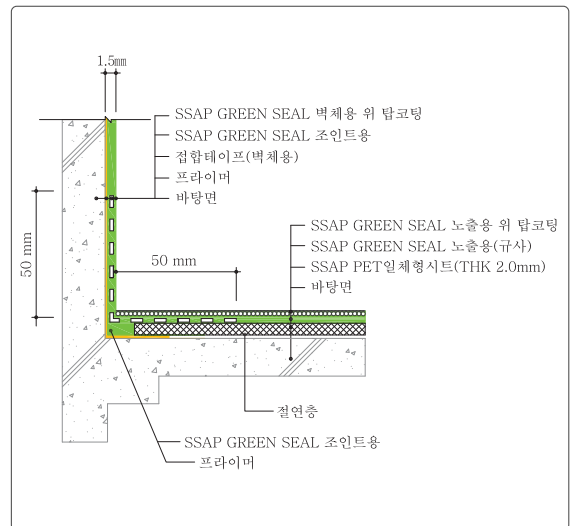 1.5mm
SSAP GREEN SEAL 벽체용 위 탑코팅
SSAP GREEN SEAL 조인트용
접합테이프(벽체용)
프라이머
바탕면
50 mm
50 mm
SSAP GREEN SEAL 노출용 위 탑코팅
SSAP GREEN SEAL 노출용(규사)
SSAP PET일체형시트(THK 2.0mm)
바탕면
절연층
SSAP GREEN SEAL 조인트용
프라이머